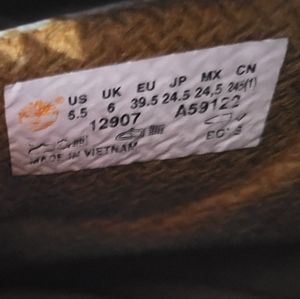 US UK EU JP MX CN
5.5 6 39.5 24.5 24,5 245(1)
12907 A59122
MADE IN VIETNAM